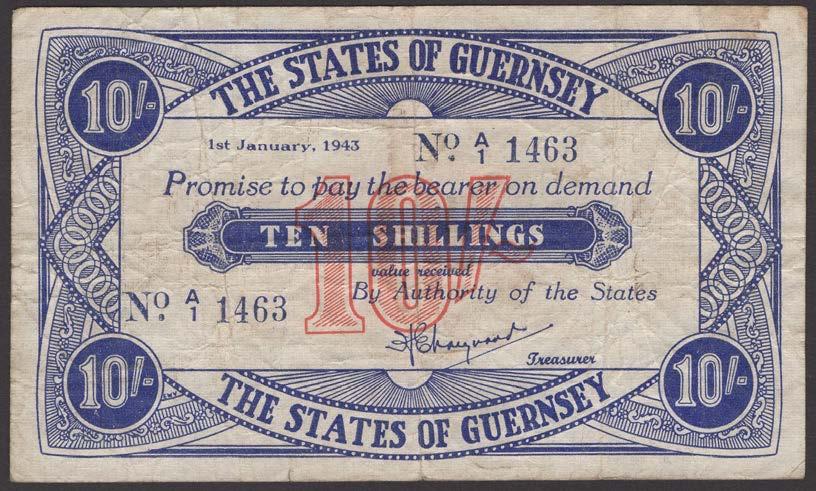 THE STATES OF GUERNSEY
10/- 10/-
1st January, 1943 No. A/1 1463
Promise to pay the bearer on demand
10/-
TEN SHILLINGS
value received
By Authority of the States
No. A/1 1463
Treasurer
10/- 10/-
THE STATES OF GUERNSEY